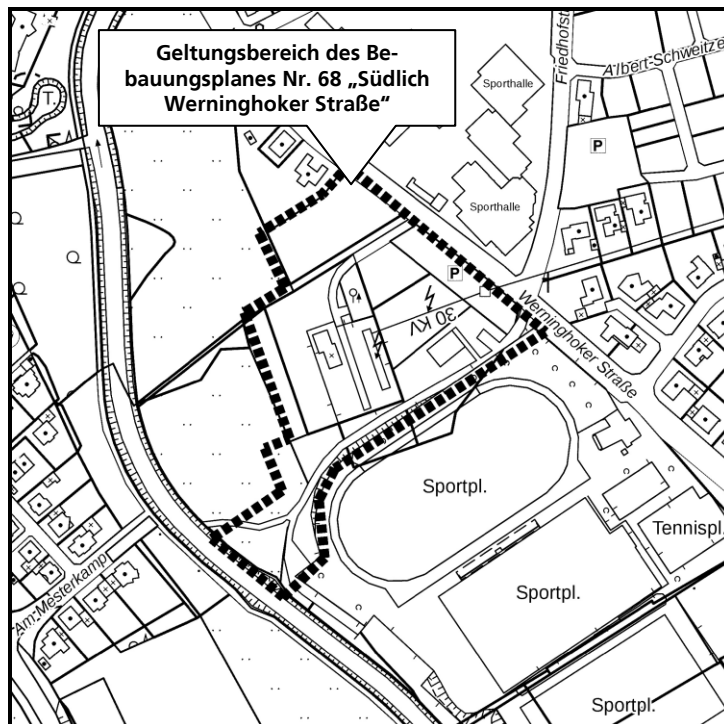 Geltungsbereich des Be-
bauungsplanes Nr. 68 „Südlich
Werninghoker Straße“
T.
Sporthalle
Sporthalle
Friedhofsta
Albert-Schweitze
P
P
30 KV
Werninghoker Straße
Sportpl.
Tennispl.
Sportpl.
Sportpl.
Am Mesterkamp